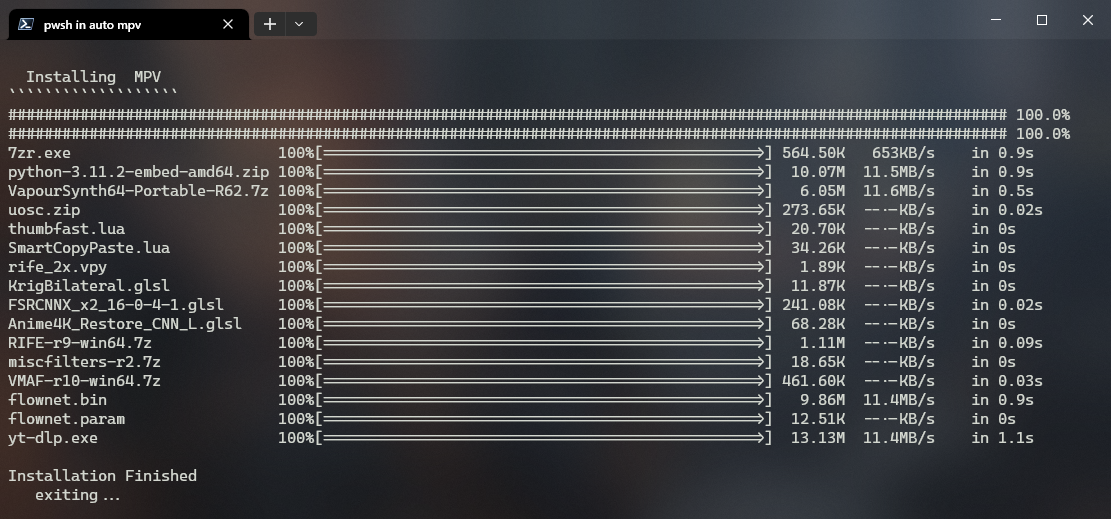 pwsh in auto mpv
Installing MPV
```````````````````
############################################################################################################### 100.0%
############################################################################################################### 100.0%
7zr.exe 100%[================================================>] 564.50K 653KB/s in 0.9s
python-3.11.2-embed-amd64.zip 100%[================================================>] 10.07M 11.5MB/s in 0.9s
VapourSynth64-Portable-R62.7z 100%[================================================>] 6.05M 11.6MB/s in 0.5s
uosc.zip 100%[================================================>] 273.65K --.-KB/s in 0.02s
thumbfast.lua 100%[================================================>] 20.70K --.-KB/s in 0s
SmartCopyPaste.lua 100%[================================================>] 34.26K --.-KB/s in 0s
rife_2x.vpy 100%[================================================>] 1.89K --.-KB/s in 0s
KrigBilateral.glsl 100%[================================================>] 11.87K --.-KB/s in 0s
FSRCNNX_x2_16-0-4-1.glsl 100%[================================================>] 241.08K --.-KB/s in 0.02s
Anime4K_Restore_CNN_L.glsl 100%[================================================>] 68.28K --.-KB/s in 0s
RIFE-r9-win64.7z 100%[================================================>] 1.11M --.-KB/s in 0.09s
miscfilters-r2.7z 100%[================================================>] 18.65K --.-KB/s in 0s
VMAF-r10-win64.7z 100%[================================================>] 461.60K --.-KB/s in 0.03s
flownet.bin 100%[================================================>] 9.86M 11.4MB/s in 0.9s
flownet.param 100%[================================================>] 12.51K --.-KB/s in 0s
yt-dlp.exe 100%[================================================>] 13.13M 11.4MB/s in 1.1s
Installation Finished
exiting...